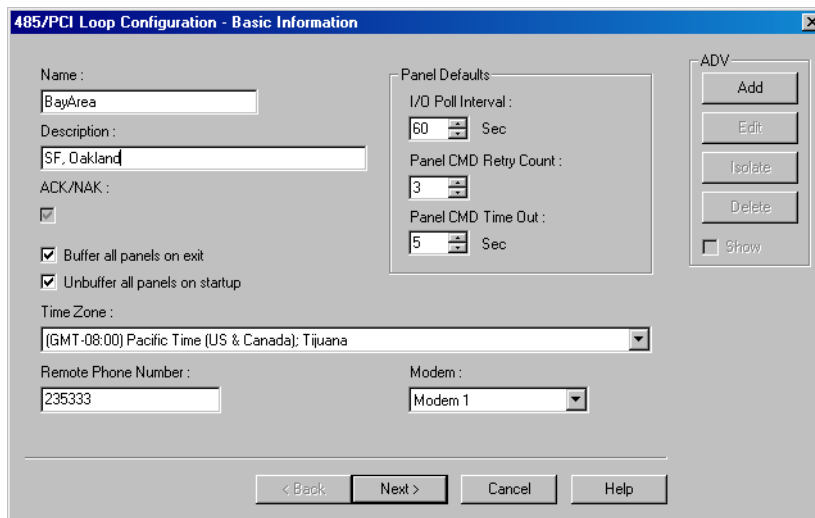 485/PCI Loop Configuration - Basic Information
Name :
BayArea
Description :
SF, Oakland
ACK/NAK :
Buffer all panels on exit
Unbuffer all panels on startup
Panel Defaults
I/O Poll Interval :
60 Sec
Panel CMD Retry Count :
3
Panel CMD Time Out :
5 Sec
ADV
Add
Edit
Isolate
Delete
Show
Time Zone :
(GMT-08:00) Pacific Time (US & Canada); Tijuana
Remote Phone Number :
235333
Modem :
Modem 1
< Back
Next >
Cancel
Help